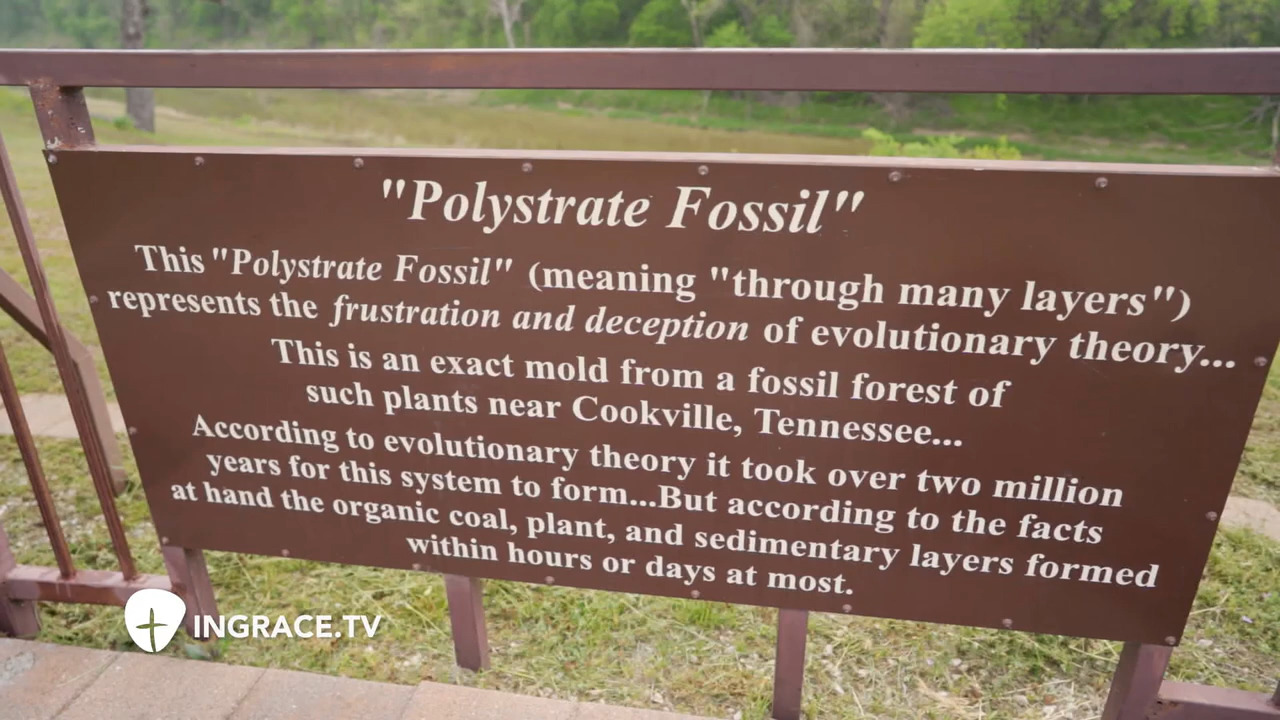 "Polystrate Fossil"
This "Polystrate Fossil" (meaning "through many layers")
represents the frustration and deception of evolutionary theory...
This is an exact mold from a fossil forest of
such plants near Cookville, Tennessee...
According to evolutionary theory it took over two million
years for this system to form...But according to the facts
at hand the organic coal, plant, and sedimentary layers formed
within hours or days at most.
INGRACE.TV